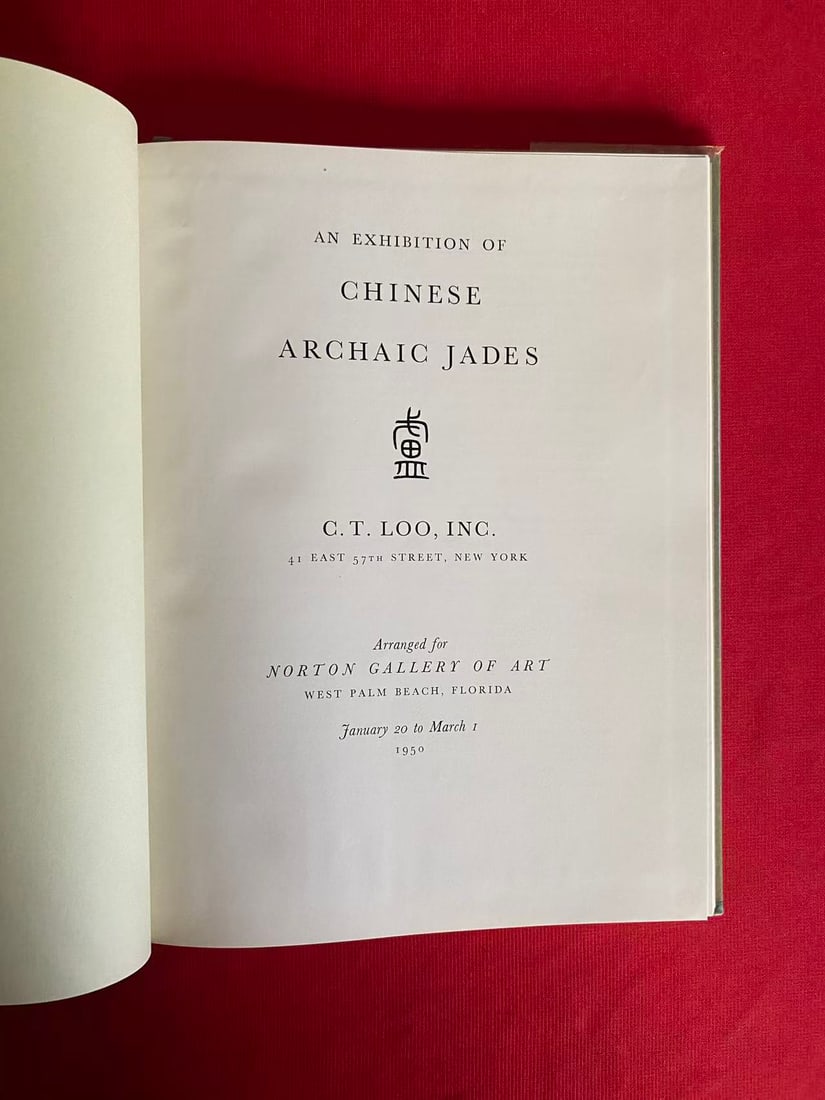 AN EXHIBITION OF
CHINESE
ARCHAIC JADES
盧
C. T. LOO, INC.
41 EAST 57TH STREET, NEW YORK
Arranged for
NORTON GALLERY OF ART
WEST PALM BEACH, FLORIDA
January 20 to March 1
1950